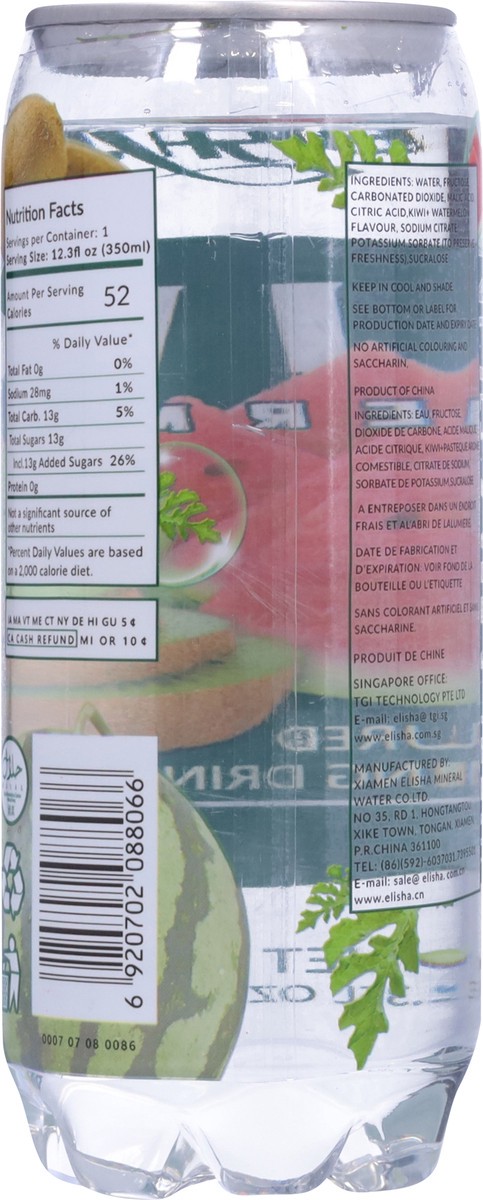 Nutrition Facts
Servings per Container: 1
Serving Size: 12.3fl oz (350ml)
Amount Per Serving
Calories 52
% Daily Value*
Total Fat 0g 0%
Sodium 28mg 1%
Total Carb. 13g 5%
Total Sugars 13g
incl.13g Added Sugars 26%
Protein 0g
Not a significant source of
other nutrients
*Percent Daily Values are based
on a 2,000 calorie diet.
IA MA VT ME CT NY DE HI GU 5¢
CA CASH REFUND MI OR 10¢
6 920702 088066
0007 07 08 0086
INGREDIENTS: WATER, FRUCTOSE,
CARBONATED DIOXIDE, MALIC ACID
CITRIC ACID,KIWI+ WATERMELON
FLAVOUR, SODIUM CITRATE,
POTASSIUM SORBATE (TO PRESERVE
FRESHNESS),SUCRALOSE
KEEP IN COOL AND SHADE
SEE BOTTOM OR LABEL FOR
PRODUCTION DATE AND EXPIRY DATE
NO ARTIFICIAL COLOURING AND
SACCHARIN.
PRODUCT OF CHINA
INGREDIENTS: EAU, FRUCTOSE,
DIOXIDE DE CARBONE, ACIDE MALIQUE,
ACIDE CITRIQUE, KIWI+PASTEQUE
COMESTIBLE, CITRATE DE SODIUM,
SORBATE DE POTASSIUM,SUCRALOSE
A ENTREPOSER DANS UN ENDROIT
FRAIS ET AL'ABRI DE LALUMIERE
DATE DE FABRICATION ET
D'EXPIRATION: VOIR FOND DE LA
BOUTEILLE OU L'ETIQUETTE
SANS COLORANT ARTIFICIEL ET SANS
SACCHARINE.
PRODUIT DE CHINE
SINGAPORE OFFICE:
TGI TECHNOLOGY PTE LTD
E-mail: elisha@ tgi.sg
www.elisha.com.sg
MANUFACTURED BY:
XIAMEN ELISHA MINERAL
WATER CO.LTD.
NO 35, RD 1, HONGTANGTOU
XIKE TOWN, TONGAN, XIAMEN,
P.R.CHINA 361100
TEL: (86)(592)-6037031,
E-mail: sale@ elisha.com.cn
www.elisha.cn